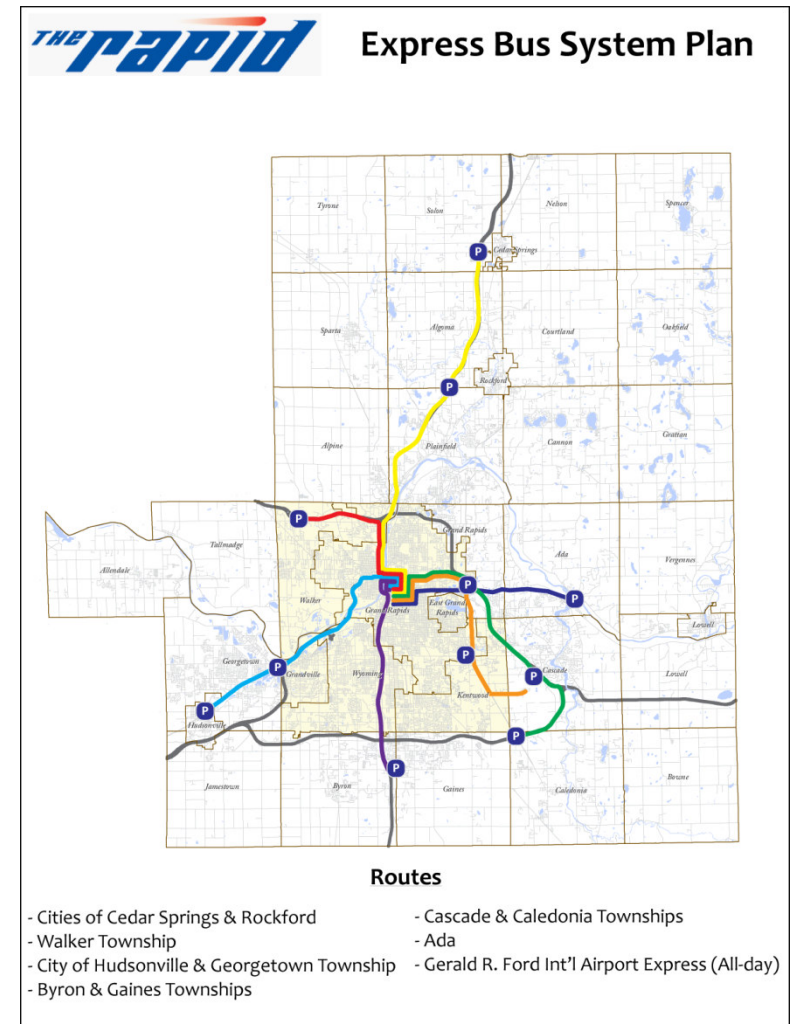 THE rapid
Express Bus System Plan
Tyrone
Solon
Nelson
Spencer
P
Cedar Springs
Sparta
Algoma
Courtland
Oakfield
P
Rockford
Alpine
Plainfield
Cannon
Grattan
P
Grand Rapids
Tallmadge
Ada
Vergennes
Allendale
P
Walker
Grand Rapids
East Grand
Rapids
P
Lowell
Georgetown
P
Grandville
Wyoming
P
Cascade
P
Lowell
Kentwood
P
Hudsonville
P
P
Jamestown
Byron
Gaines
Caledonia
Bowne
Routes
- Cities of Cedar Springs & Rockford
- Walker Township
- City of Hudsonville & Georgetown Township
- Byron & Gaines Townships
- Cascade & Caledonia Townships
- Ada
- Gerald R. Ford Int'l Airport Express (All-day)